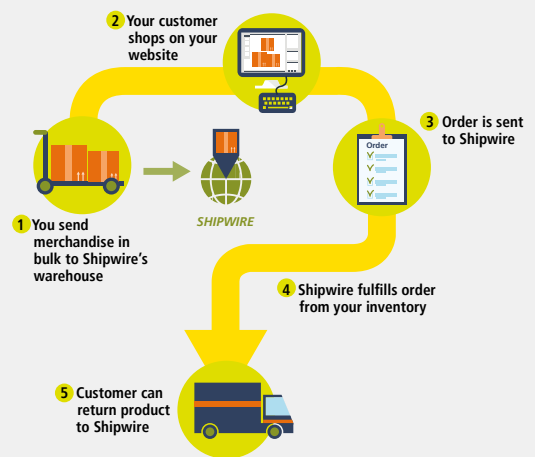 1 You send
merchandise in
bulk to Shipwire's
warehouse
SHIPWIRE
2 Your customer
shops on your
website
3 Order is sent
to Shipwire
Order
4 Shipwire fulfills order
from your inventory
5 Customer can
return product
to Shipwire